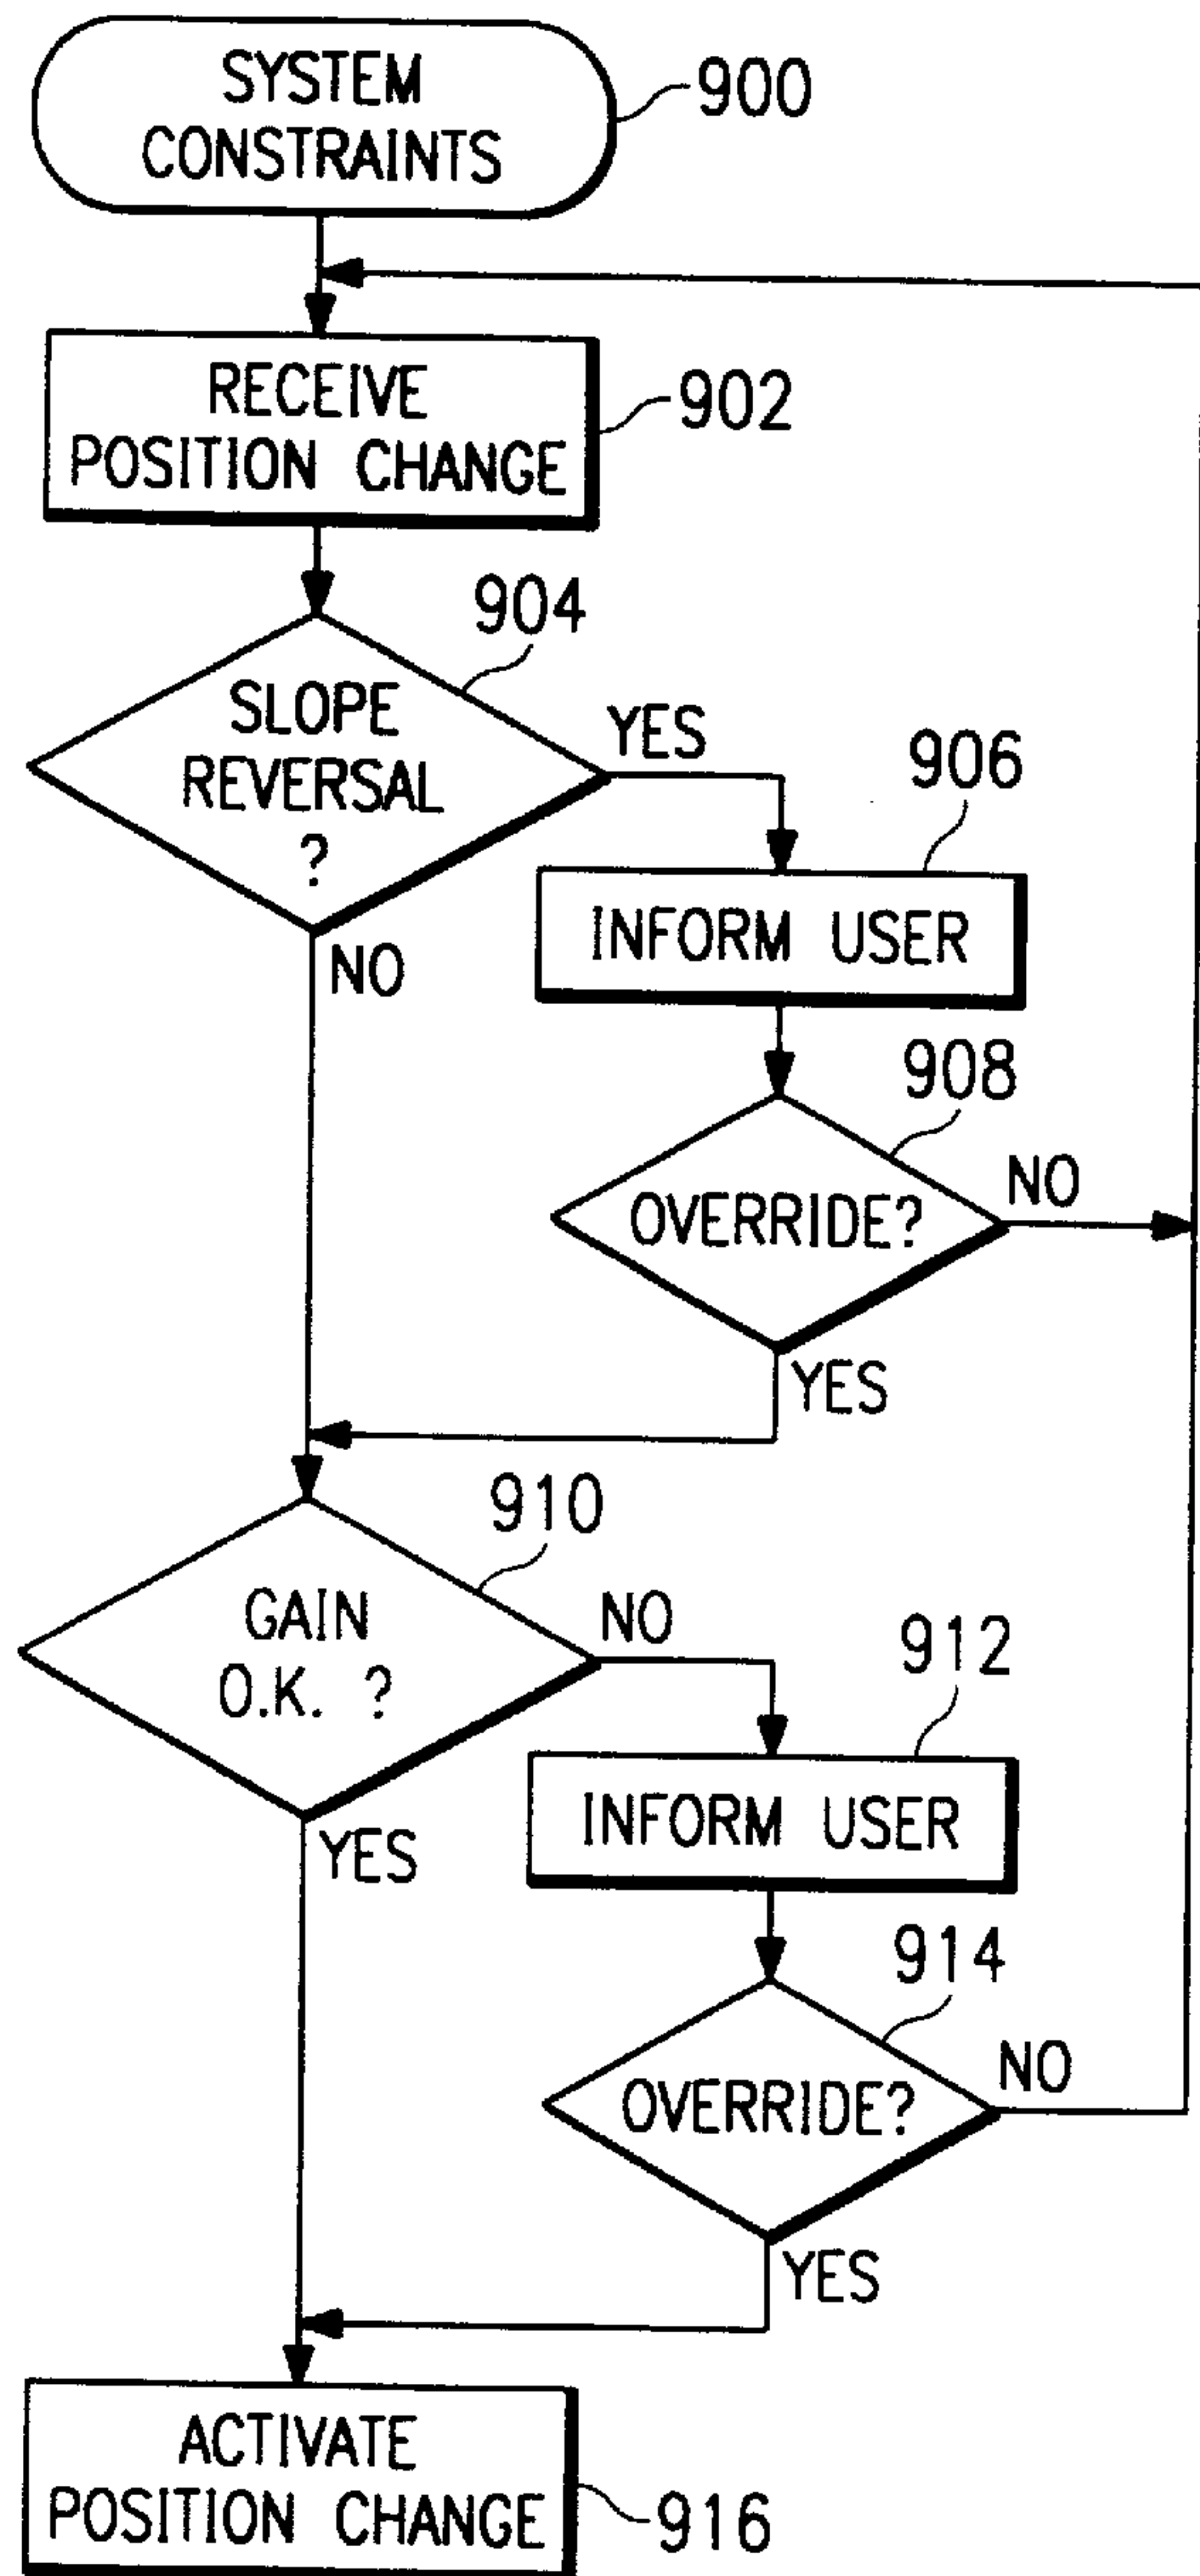 SYSTEM
CONSTRAINTS
900
RECEIVE
POSITION CHANGE
902
904
SLOPE
REVERSAL
?
YES
NO
906
INFORM USER
908
OVERRIDE?
NO
YES
910
GAIN
O.K. ?
NO
YES
912
INFORM USER
914
OVERRIDE?
NO
YES
ACTIVATE
POSITION CHANGE
916